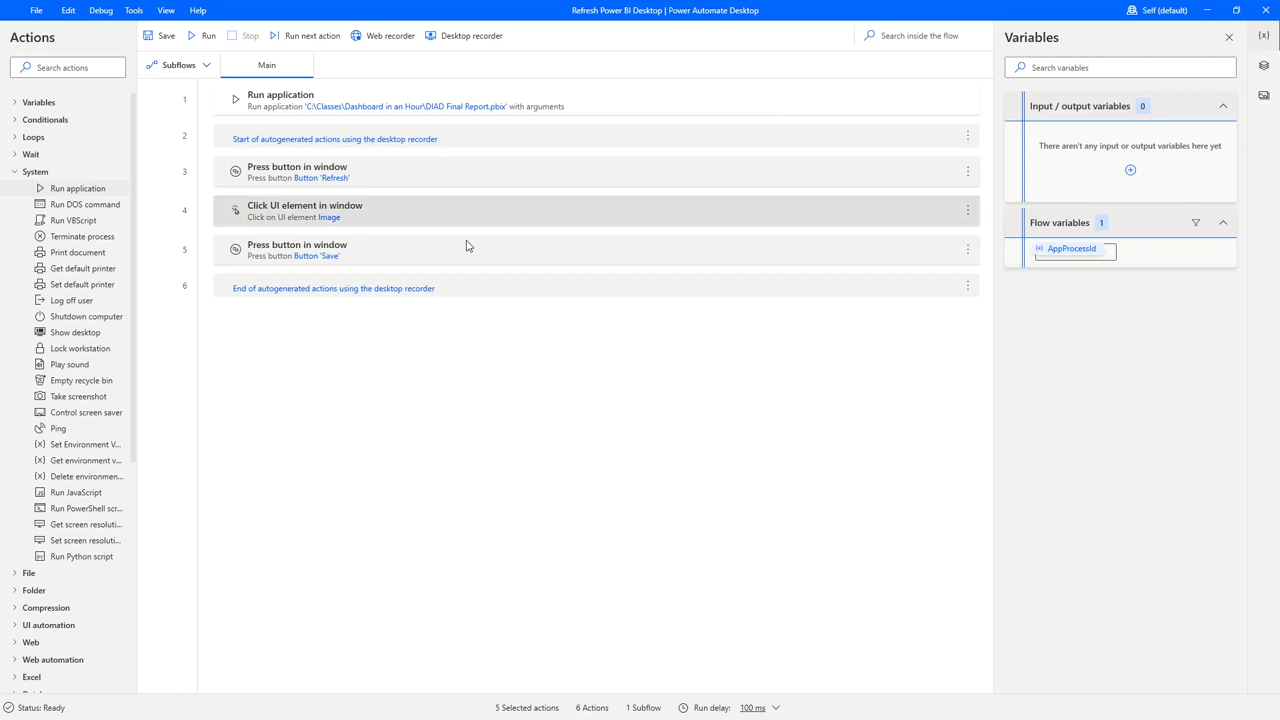 File Edit Debug Tools View Help
Refresh Power BI Desktop | Power Automate Desktop
Self (default)
Actions
Search actions
Variables
Conditionals
Loops
Wait
System
Run application
Run DOS command
Run VBScript
Terminate process
Print document
Get default printer
Set default printer
Log off user
Shutdown computer
Show desktop
Lock workstation
Play sound
Empty recycle bin
Take screenshot
Control screen saver
Ping
Set Environment V...
Get environment v...
Delete environmen...
Run JavaScript
Run PowerShell scr...
Get screen resoluti...
Set screen resoluti...
Run Python script
File
Folder
Compression
UI automation
Web
Web automation
Excel
Save Run Stop Run next action Web recorder Desktop recorder
Search inside the flow
Subflows Main
1
Run application
Run application 'C:\Classes\Dashboard in an Hour\DIAD Final Report.pbix' with arguments
2
Start of autogenerated actions using the desktop recorder
3
Press button in window
Press button Button 'Refresh'
4
Click UI element in window
Click on UI element Image
5
Press button in window
Press button Button 'Save'
6
End of autogenerated actions using the desktop recorder
Variables
Search variables
Input / output variables 0
There aren't any input or output variables here yet
Flow variables 1
AppProcessId
Status: Ready
5 Selected actions 6 Actions 1 Subflow Run delay: 100 ms